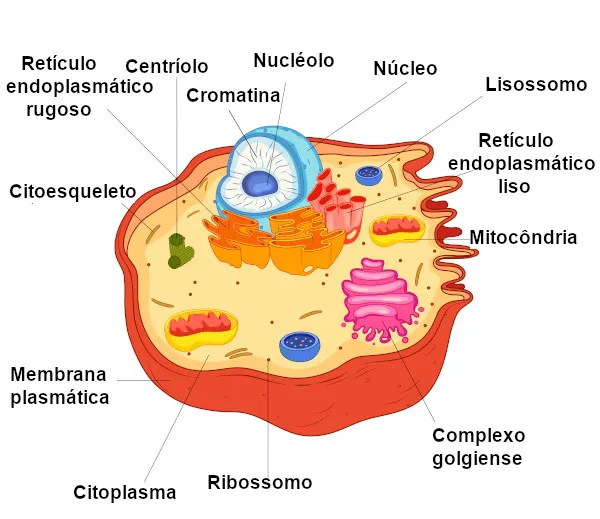 Retículo
endoplasmático
rugoso
Centríolo
Nucléolo
Cromatina
Núcleo
Lisossomo
Retículo
endoplasmático
liso
Citoesqueleto
Mitocôndria
Membrana
plasmática
Complexo
golgiense
Citoplasma
Ribossomo